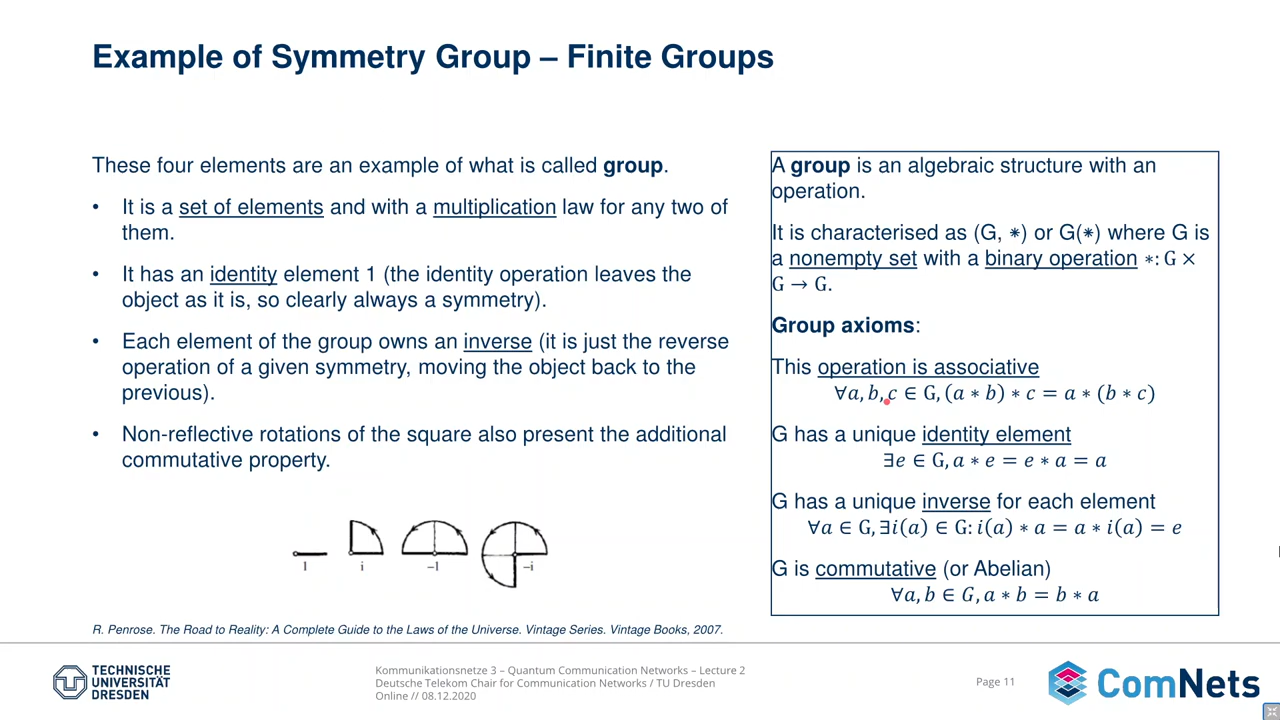 Example of Symmetry Group – Finite Groups
These four elements are an example of what is called group.
• It is a set of elements and with a multiplication law for any two of
them.
• It has an identity element 1 (the identity operation leaves the
object as it is, so clearly always a symmetry).
• Each element of the group owns an inverse (it is just the reverse
operation of a given symmetry, moving the object back to the
previous).
• Non-reflective rotations of the square also present the additional
commutative property.
1 i −1 −i
R. Penrose. The Road to Reality: A Complete Guide to the Laws of the Universe. Vintage Series. Vintage Books, 2007.
A group is an algebraic structure with an
operation.
It is characterised as (G, ∗) or G(∗) where G is
a nonempty set with a binary operation ∗: G ×
G → G.
Group axioms:
This operation is associative
∀a, b, c ∈ G, (a ∗ b) ∗ c = a ∗ (b ∗ c)
G has a unique identity element
∃e ∈ G, a ∗ e = e ∗ a = a
G has a unique inverse for each element
∀a ∈ G, ∃i(a) ∈ G: i(a) ∗ a = a ∗ i(a) = e
G is commutative (or Abelian)
∀a, b ∈ G, a ∗ b = b ∗ a
TECHNISCHE
UNIVERSITÄT
DRESDEN
Kommunikationsnetze 3 – Quantum Communication Networks – Lecture 2
Deutsche Telekom Chair for Communication Networks / TU Dresden
Online // 08.12.2020
Page 11
ComNets